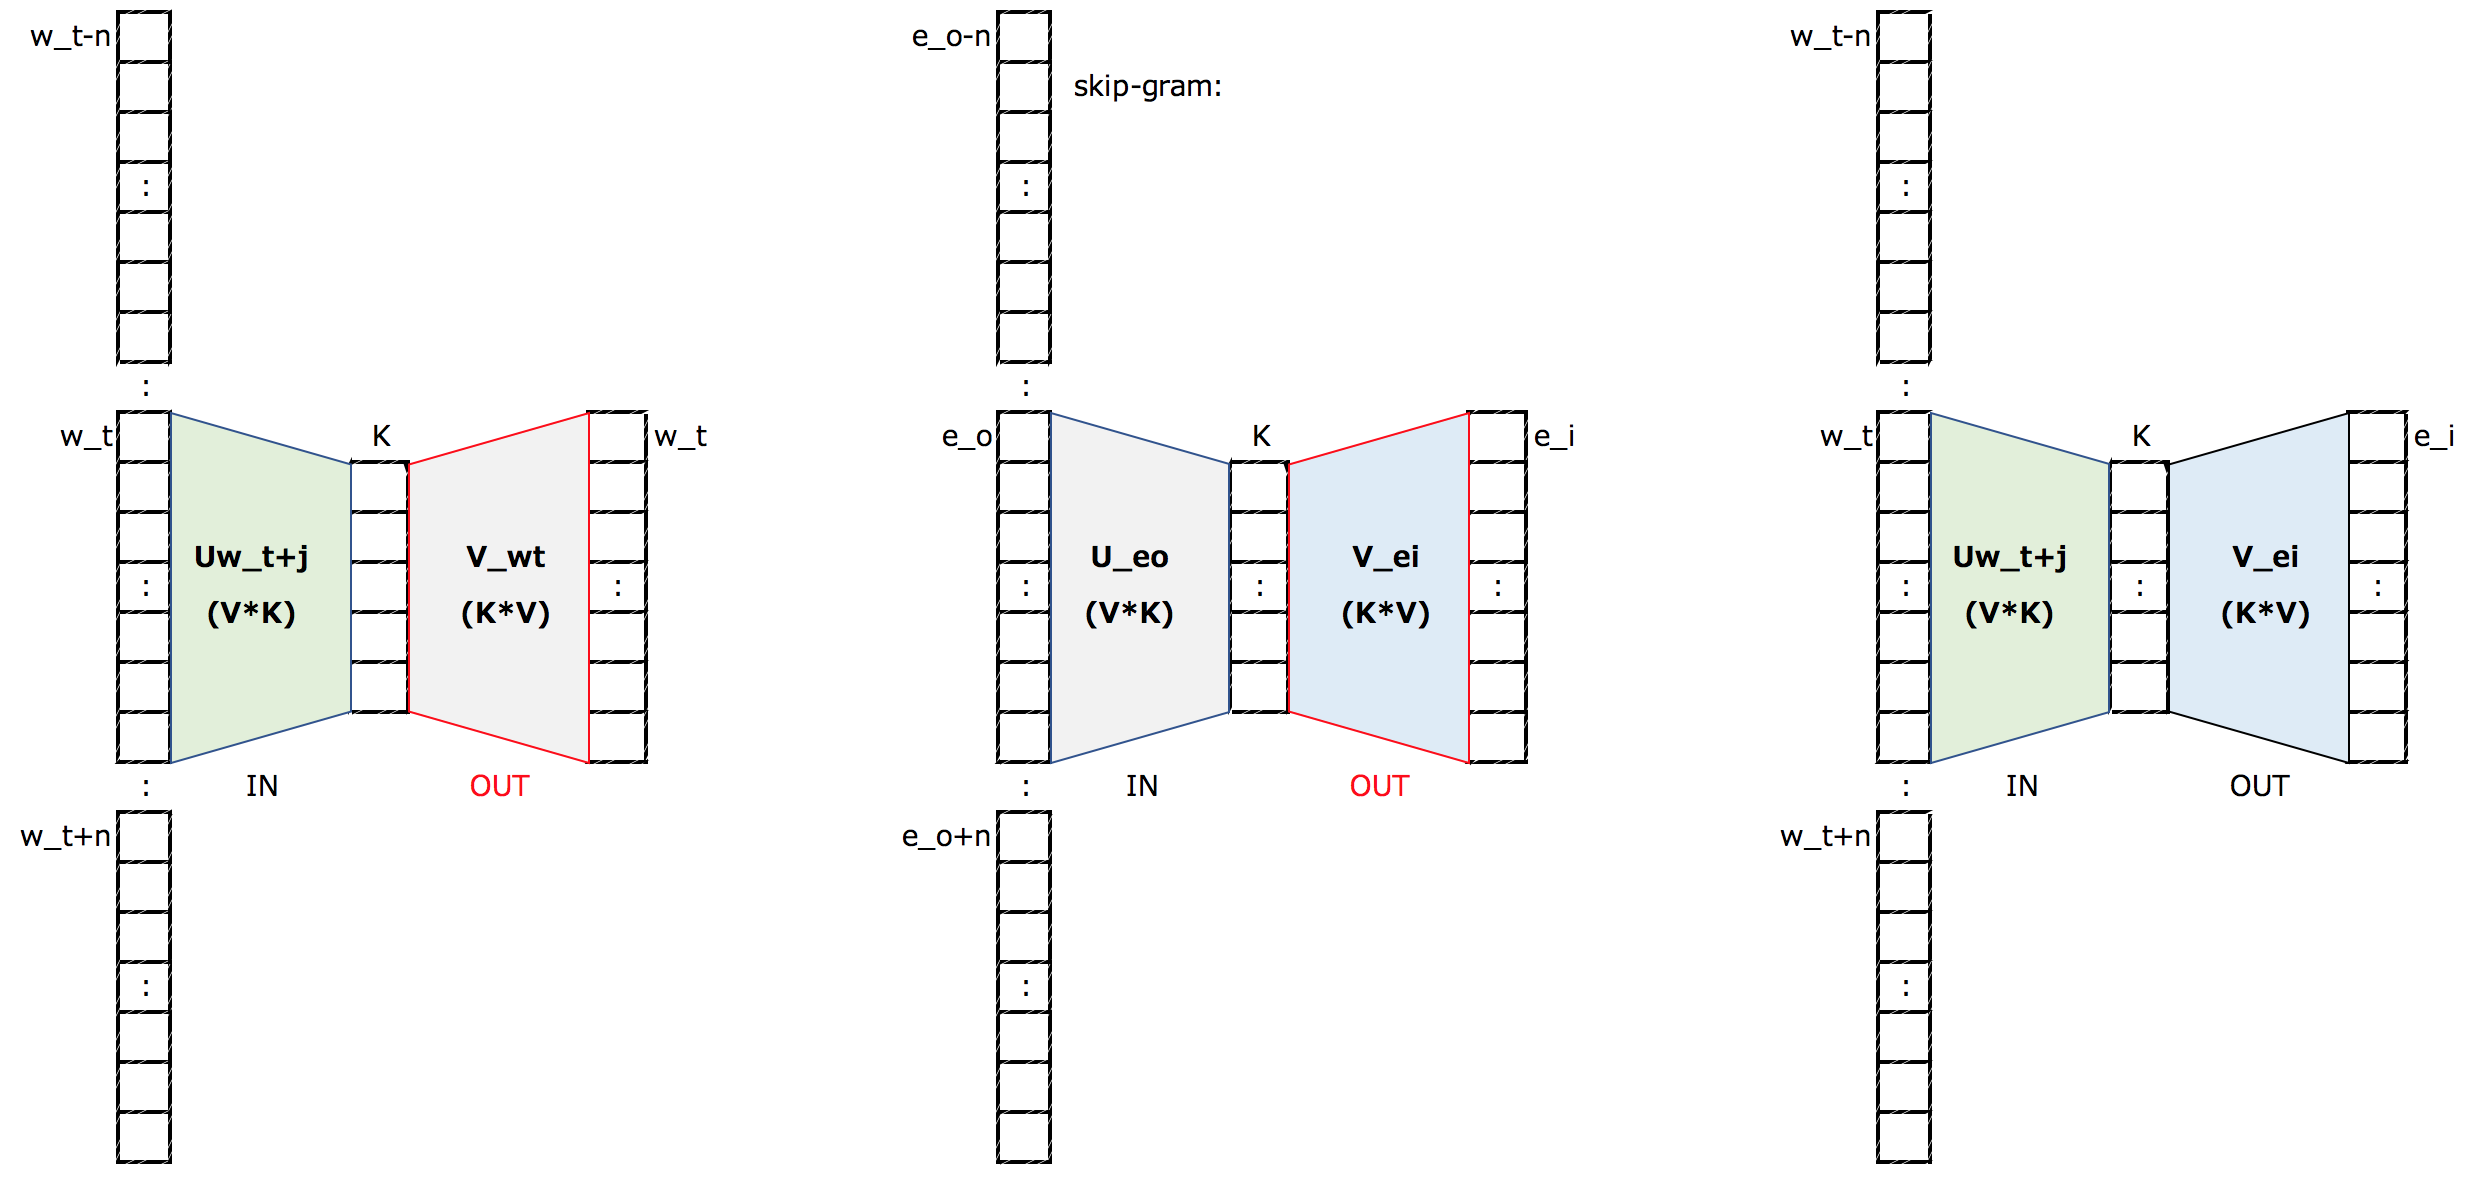 w_t-n
:
:
w_t
K
w_t
Uw_t+j
(V*K)
V_wt
(K*V)
:
:
:
IN
OUT
w_t+n
:
e_o-n
skip-gram:
:
:
e_o
K
e_i
U_eo
(V*K)
V_ei
(K*V)
:
:
:
:
IN
OUT
e_o+n
:
w_t-n
:
:
w_t
K
e_i
Uw_t+j
(V*K)
V_ei
(K*V)
:
:
:
:
IN
OUT
w_t+n
: